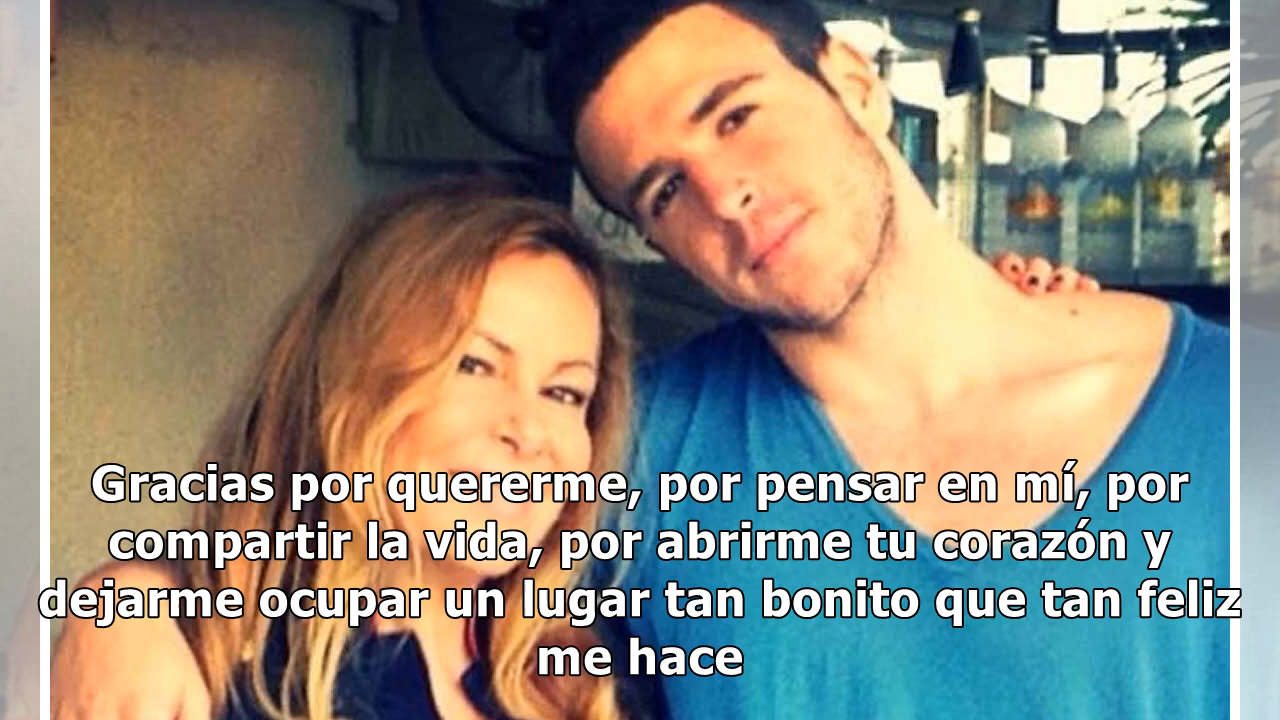 Gracias por quererme, por pensar en mí, por
compartir la vida, por abrirme tu corazón y
dejarme ocupar un lugar tan bonito que tan feliz
me hace